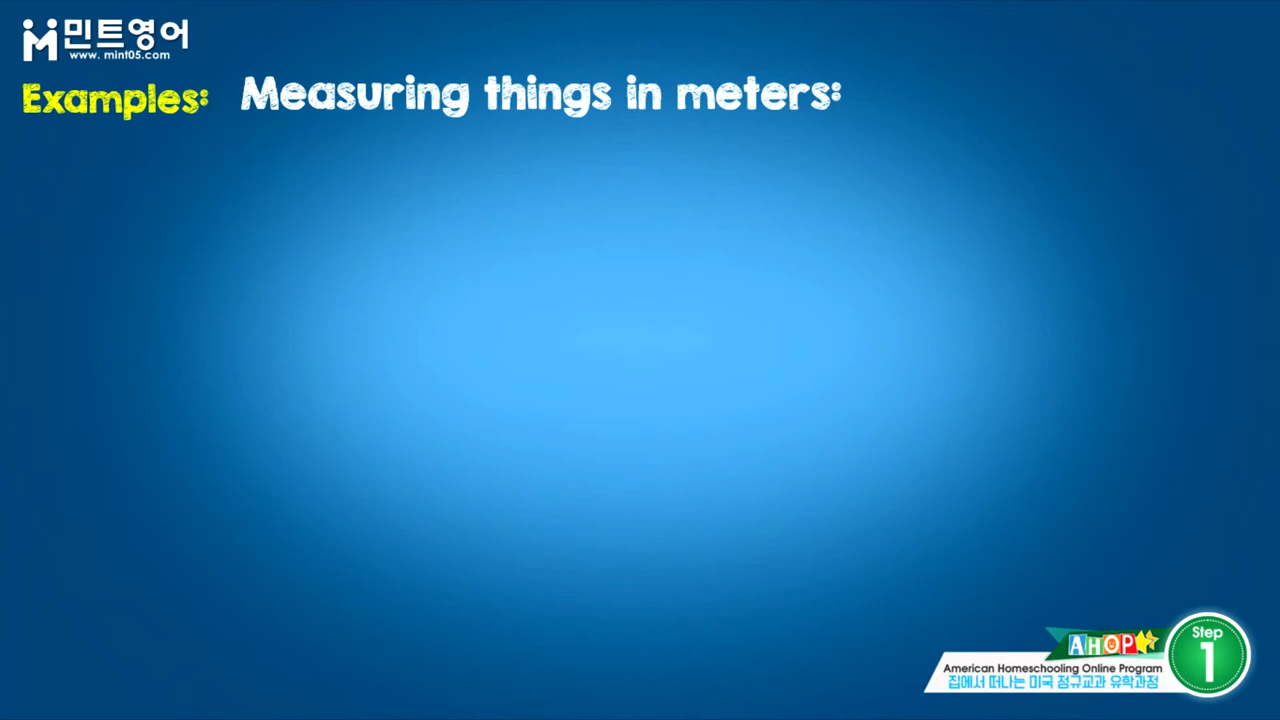 민트영어
www. mint05.com
Examples: Measuring things in meters:
AHOP
Step
1
American Homeschooling Online Program
집에서 떠나는 미국 정규교과 유학과정